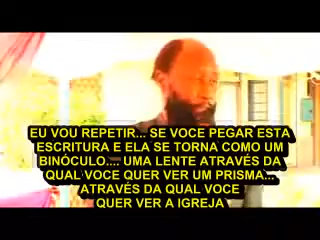 EU VOU REPETIR... SE VOCE PEGAR ESTA
ESCRITURA E ELA SE TORNA COMO UM
BINÓCULO.... UMA LENTE ATRAVÉS DA
QUAL VOCE QUER VER UM PRISMA...
ATRAVÉS DA QUAL VOCE
QUER VER A IGREJA